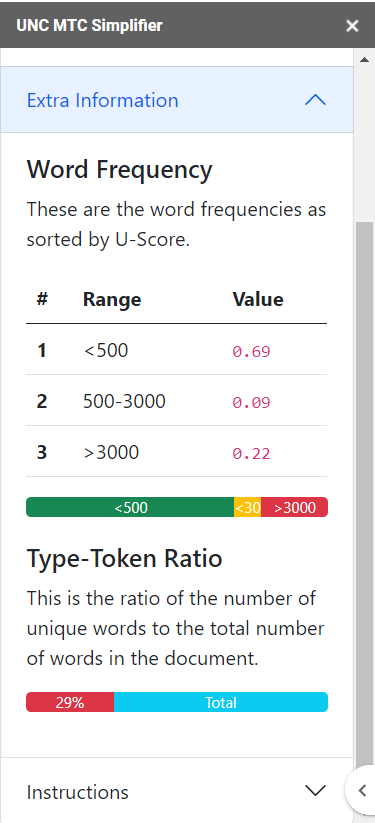 UNC MTC Simplifier
Extra Information
Word Frequency
These are the word frequencies as
sorted by U-Score.
# Range Value
1 <500 0.69
2 500-3000 0.09
3 >3000 0.22
<500 <30 >3000
Type-Token Ratio
This is the ratio of the number of
unique words to the total number
of words in the document.
29% Total
Instructions